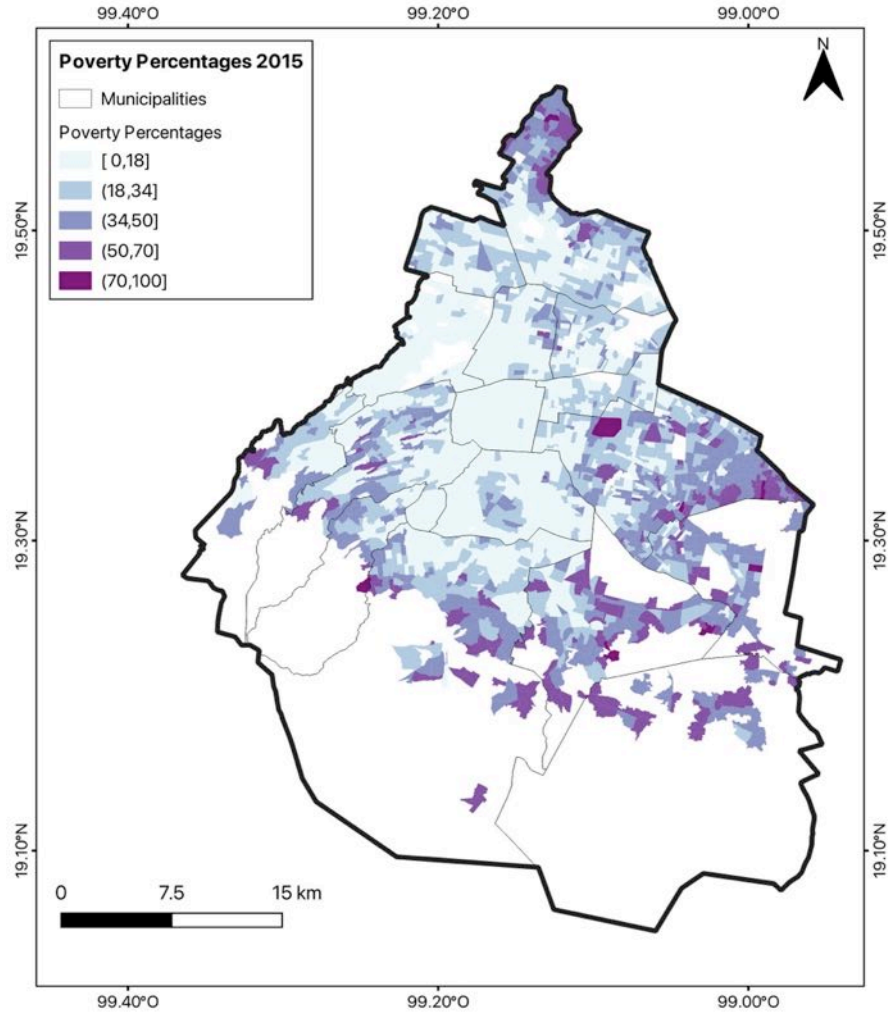 99.40°O 99.20°O 99.00°O
Poverty Percentages 2015
Municipalities
Poverty Percentages
[ 0,18]
(18,34]
(34,50]
(50,70]
(70,100]
N
19.50°N 19.50°N
19.30°N 19.30°N
19.10°N 19.10°N
0 7.5 15 km
99.40°O 99.20°O 99.00°O